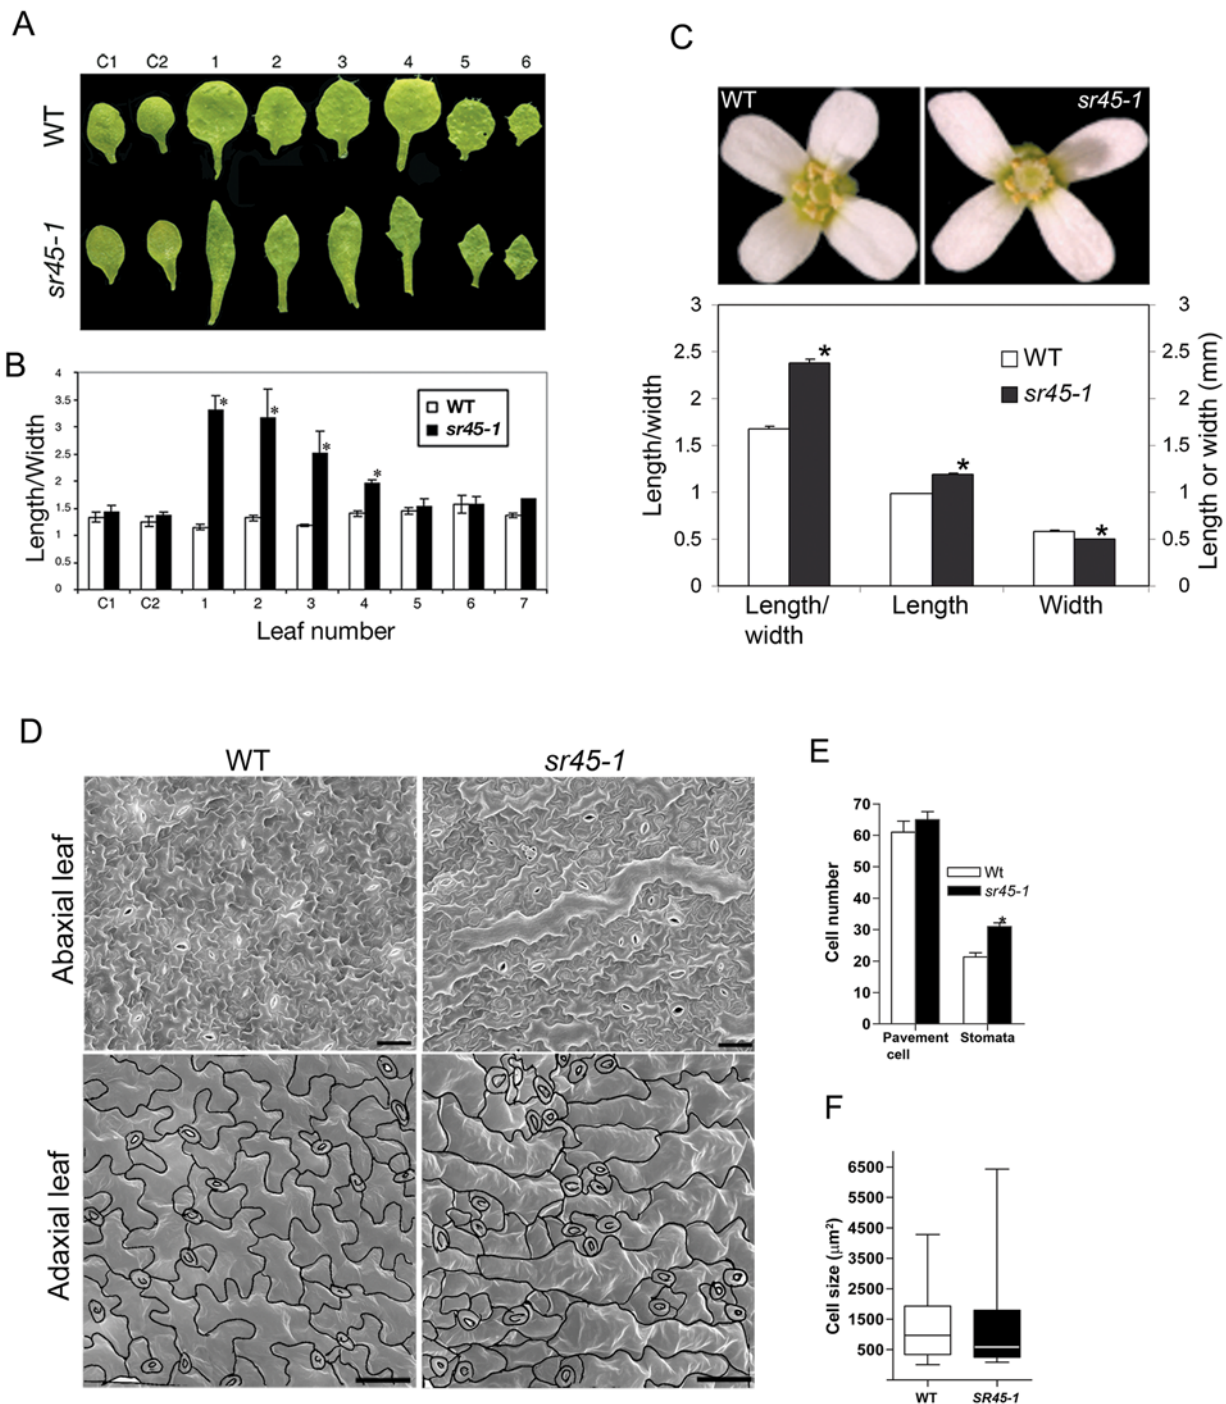 A
C1 C2 1 2 3 4 5 6
WT
sr45-1
B
4
3.5
3
2.5
2
1.5
1
0.5
0
Length/Width
WT
sr45-1
* * * *
C1 C2 1 2 3 4 5 6 7
Leaf number
C
WT
sr45-1
3
2.5
2
1.5
1
0.5
0
Length/width
WT
sr45-1
* * *
3
2.5
2
1.5
1
0.5
0
Length or width (mm)
Length/ Length Width
width
D
WT sr45-1
Abaxial leaf
Adaxial leaf
E
70
60
50
40
30
20
10
0
Cell number
Wt
sr45-1
*
Pavement Stomata
cell
F
6500
5500
4500
3500
2500
1500
500
Cell size (μm²)
WT SR45-1